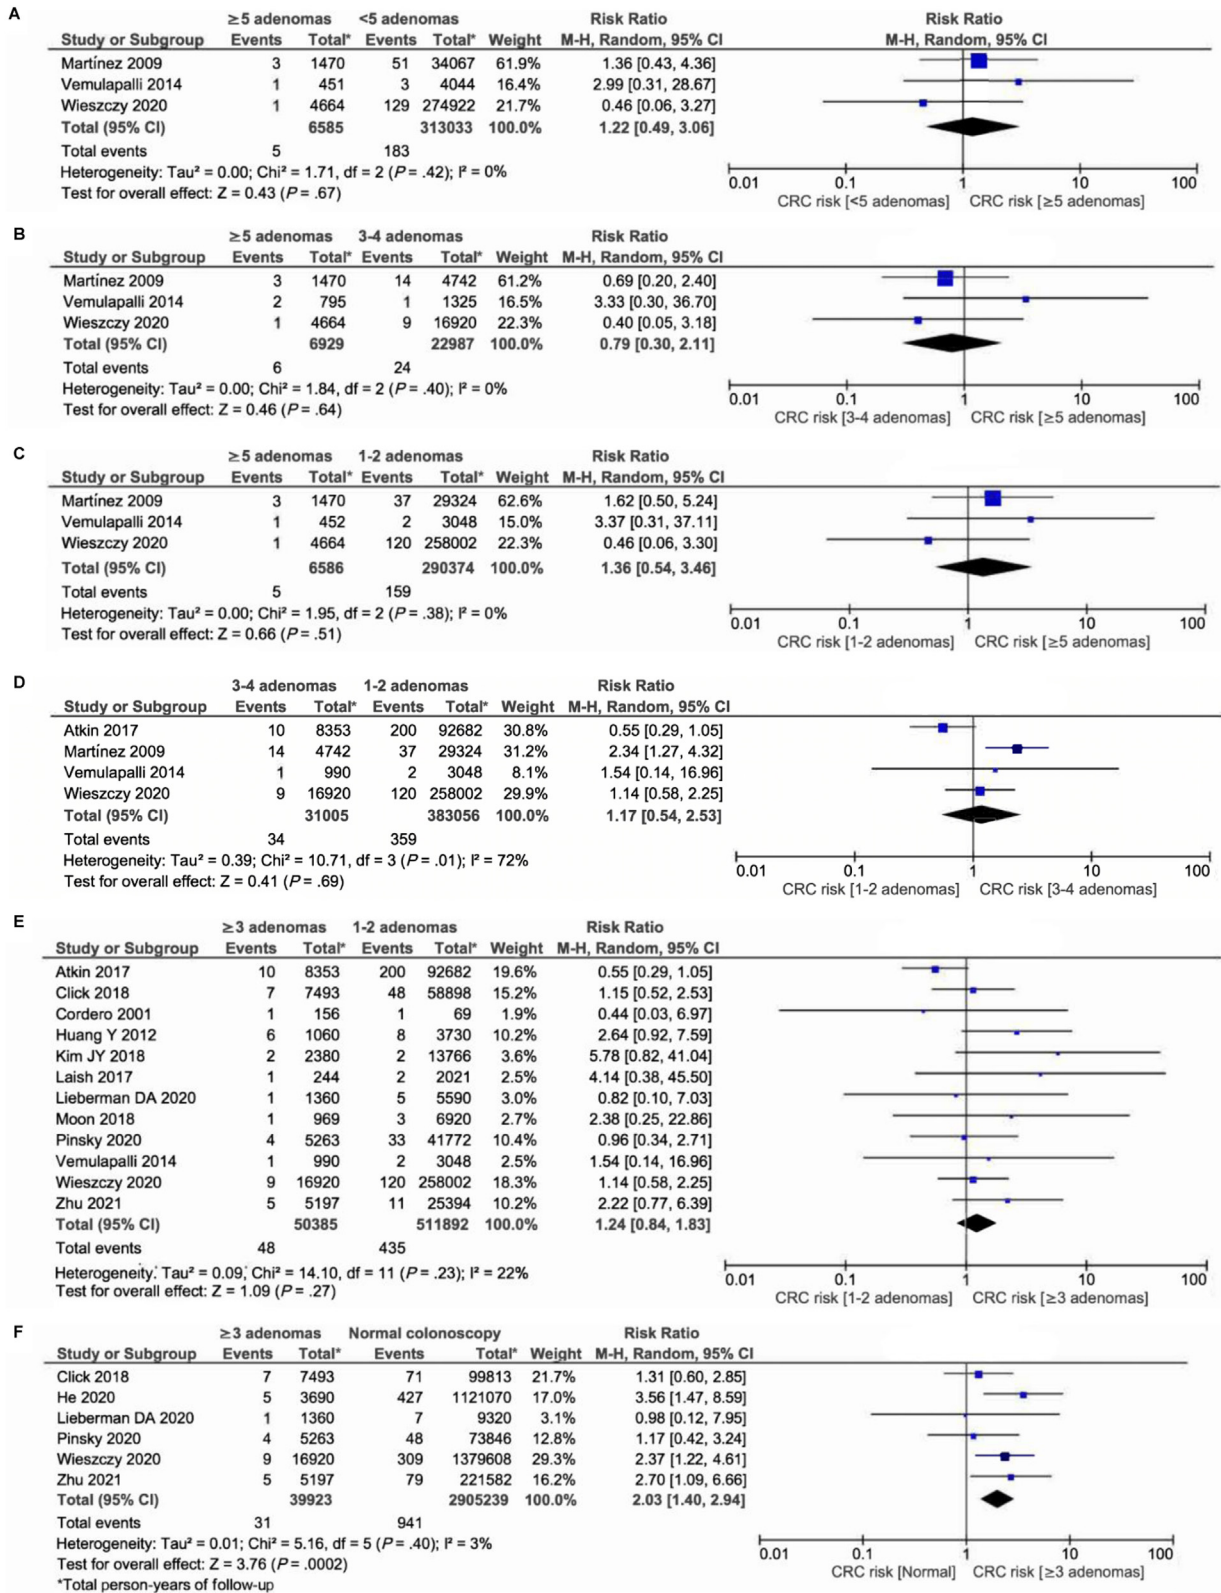 A
≥5 adenomas <5 adenomas Risk Ratio Risk Ratio
Study or Subgroup Events Total* Events Total* Weight M-H, Random, 95% CI M-H, Random, 95% CI
Martínez 2009 3 1470 51 34067 61.9% 1.36 [0.43, 4.36]
Vemulapalli 2014 1 451 3 4044 16.4% 2.99 [0.31, 28.67]
Wieszczy 2020 1 4664 129 274922 21.7% 0.46 [0.06, 3.27]
Total (95% CI) 6585 313033 100.0% 1.22 [0.49, 3.06]
Total events 5 183
Heterogeneity: Tau² = 0.00; Chi² = 1.71, df = 2 (P = .42); I² = 0%
Test for overall effect: Z = 0.43 (P = .67)
0.01 0.1 1 10 100
CRC risk [<5 adenomas] CRC risk [≥5 adenomas]
B
≥5 adenomas 3-4 adenomas Risk Ratio
Study or Subgroup Events Total* Events Total* Weight M-H, Random, 95% CI
Martínez 2009 3 1470 14 4742 61.2% 0.69 [0.20, 2.40]
Vemulapalli 2014 2 795 1 1325 16.5% 3.33 [0.30, 36.70]
Wieszczy 2020 1 4664 9 16920 22.3% 0.40 [0.05, 3.18]
Total (95% CI) 6929 22987 100.0% 0.79 [0.30, 2.11]
Total events 6 24
Heterogeneity: Tau² = 0.00; Chi² = 1.84, df = 2 (P = .40); I² = 0%
Test for overall effect: Z = 0.46 (P = .64)
0.01 0.1 1 10 100
CRC risk [3-4 adenomas] CRC risk [≥5 adenomas]
C
≥5 adenomas 1-2 adenomas Risk Ratio
Study or Subgroup Events Total* Events Total* Weight M-H, Random, 95% CI
Martínez 2009 3 1470 37 29324 62.6% 1.62 [0.50, 5.24]
Vemulapalli 2014 1 452 2 3048 15.0% 3.37 [0.31, 37.11]
Wieszczy 2020 1 4664 120 258002 22.3% 0.46 [0.06, 3.30]
Total (95% CI) 6586 290374 100.0% 1.36 [0.54, 3.46]
Total events 5 159
Heterogeneity: Tau² = 0.00; Chi² = 1.95, df = 2 (P = .38); I² = 0%
Test for overall effect: Z = 0.66 (P = .51)
0.01 0.1 1 10 100
CRC risk [1-2 adenomas] CRC risk [≥5 adenomas]
D
3-4 adenomas 1-2 adenomas Risk Ratio
Study or Subgroup Events Total* Events Total* Weight M-H, Random, 95% CI
Atkin 2017 10 8353 200 92682 30.8% 0.55 [0.29, 1.05]
Martínez 2009 14 4742 37 29324 31.2% 2.34 [1.27, 4.32]
Vemulapalli 2014 1 990 2 3048 8.1% 1.54 [0.14, 16.96]
Wieszczy 2020 9 16920 120 258002 29.9% 1.14 [0.58, 2.25]
Total (95% CI) 31005 383056 100.0% 1.17 [0.54, 2.53]
Total events 34 359
Heterogeneity: Tau² = 0.39; Chi² = 10.71, df = 3 (P = .01); I² = 72%
Test for overall effect: Z = 0.41 (P = .69)
0.01 0.1 1 10 100
CRC risk [1-2 adenomas] CRC risk [3-4 adenomas]
E
≥3 adenomas 1-2 adenomas Risk Ratio
Study or Subgroup Events Total* Events Total* Weight M-H, Random, 95% CI
Atkin 2017 10 8353 200 92682 19.6% 0.55 [0.29, 1.05]
Click 2018 7 7493 48 58898 15.2% 1.15 [0.52, 2.53]
Cordero 2001 1 156 1 69 1.9% 0.44 [0.03, 6.97]
Huang Y 2012 6 1060 8 3730 10.2% 2.64 [0.92, 7.59]
Kim JY 2018 2 2380 2 13766 3.6% 5.78 [0.82, 41.04]
Laish 2017 1 244 2 2021 2.5% 4.14 [0.38, 45.50]
Lieberman DA 2020 1 1360 5 5590 3.0% 0.82 [0.10, 7.03]
Moon 2018 1 969 3 6920 2.7% 2.38 [0.25, 22.86]
Pinsky 2020 4 5263 33 41772 10.4% 0.96 [0.34, 2.71]
Vemulapalli 2014 1 990 2 3048 2.5% 1.54 [0.14, 16.96]
Wieszczy 2020 9 16920 120 258002 18.3% 1.14 [0.58, 2.25]
Zhu 2021 5 5197 11 25394 10.2% 2.22 [0.77, 6.39]
Total (95% CI) 50385 511892 100.0% 1.24 [0.84, 1.83]
Total events 48 435
Heterogeneity: Tau² = 0.09; Chi² = 14.10, df = 11 (P = .23); I² = 22%
Test for overall effect: Z = 1.09 (P = .27)
0.01 0.1 1 10 100
CRC risk [1-2 adenomas] CRC risk [≥3 adenomas]
F
≥3 adenomas Normal colonoscopy Risk Ratio
Study or Subgroup Events Total* Events Total* Weight M-H, Random, 95% CI
Click 2018 7 7493 71 99813 21.7% 1.31 [0.60, 2.85]
He 2020 5 3690 427 1121070 17.0% 3.56 [1.47, 8.59]
Lieberman DA 2020 1 1360 7 9320 3.1% 0.98 [0.12, 7.95]
Pinsky 2020 4 5263 48 73846 12.8% 1.17 [0.42, 3.24]
Wieszczy 2020 9 16920 309 1379608 29.3% 2.37 [1.22, 4.61]
Zhu 2021 5 5197 79 221582 16.2% 2.70 [1.09, 6.66]
Total (95% CI) 39923 2905239 100.0% 2.03 [1.40, 2.94]
Total events 31 941
Heterogeneity: Tau² = 0.01; Chi² = 5.16, df = 5 (P = .40); I² = 3%
Test for overall effect: Z = 3.76 (P = .0002)
0.01 0.1 1 10 100
CRC risk [Normal] CRC risk [≥3 adenomas]
*Total person-years of follow-up